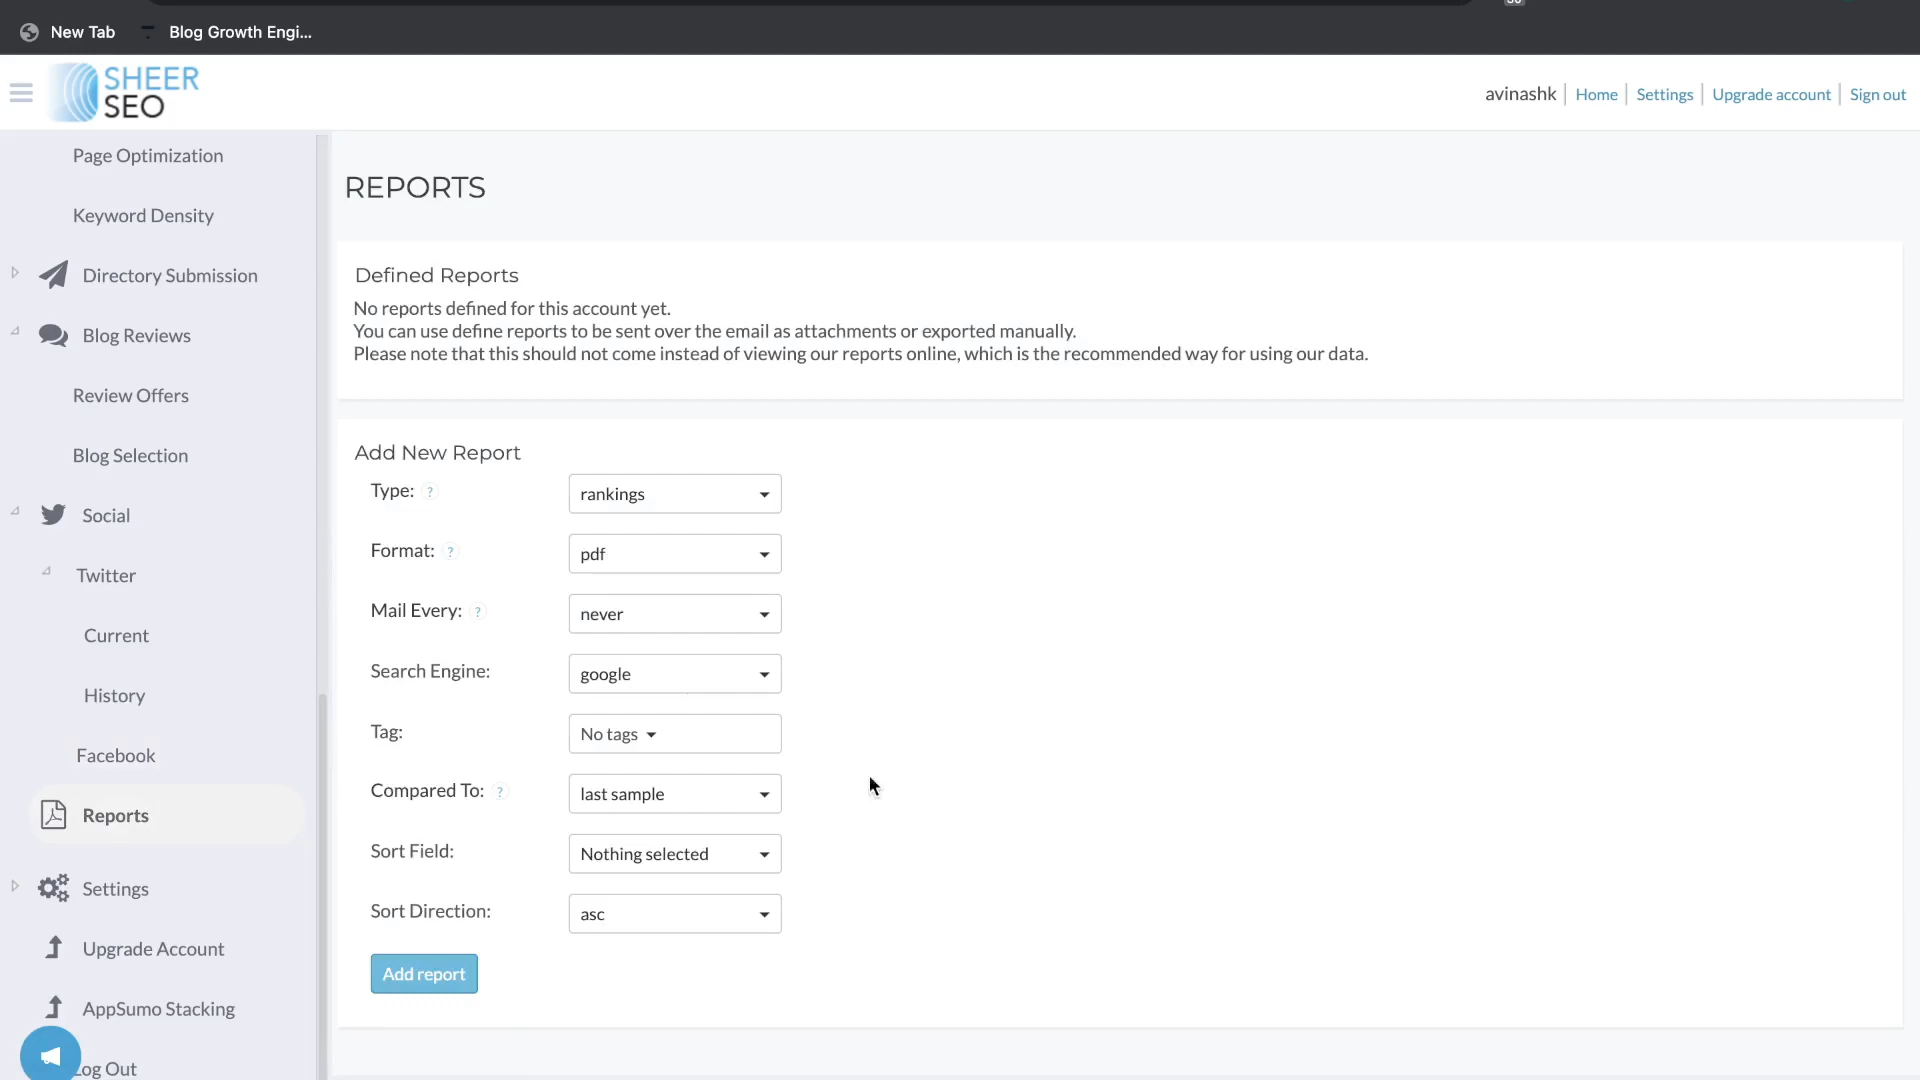 New Tab
Blog Growth Engi...
SHEER
SEO
avinashk
Home
Settings
Upgrade account
Sign out
Page Optimization
Keyword Density
Directory Submission
Blog Reviews
Review Offers
Blog Selection
Social
Twitter
Current
History
Facebook
Reports
Settings
Upgrade Account
AppSumo Stacking
Log Out
REPORTS
Defined Reports
No reports defined for this account yet.
You can use define reports to be sent over the email as attachments or exported manually.
Please note that this should not come instead of viewing our reports online, which is the recommended way for using our data.
Add New Report
Type: ? rankings
Format: ? pdf
Mail Every: ? never
Search Engine: google
Tag: No tags
Compared To: ? last sample
Sort Field: Nothing selected
Sort Direction: asc
Add report